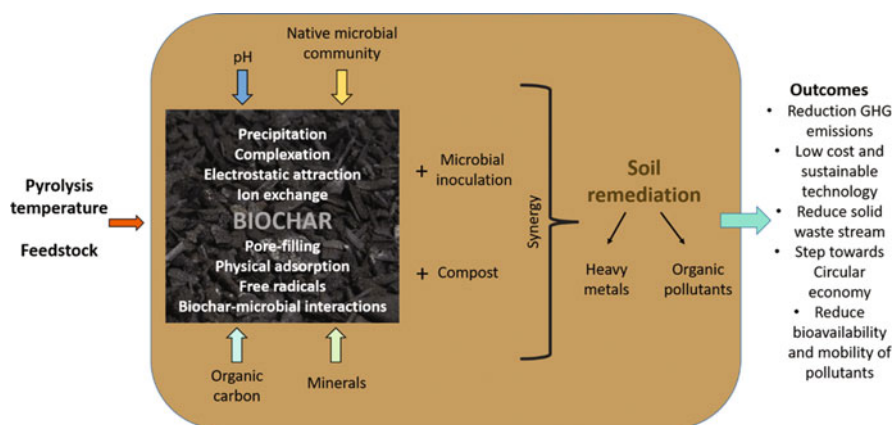 Pyrolysis
temperature
Feedstock
pH
Native microbial
community
Precipitation
Complexation
Electrostatic attraction
Ion exchange
BIOCHAR
Pore-filling
Physical adsorption
Free radicals
Biochar-microbial interactions
Organic
carbon
Minerals
+ Microbial
inoculation
+ Compost
Synergy
Soil
remediation
Heavy
metals
Organic
pollutants
Outcomes
• Reduction GHG
emissions
• Low cost and
sustainable
technology
• Reduce solid
waste stream
• Step towards
Circular
economy
• Reduce
bioavailability
and mobility of
pollutants